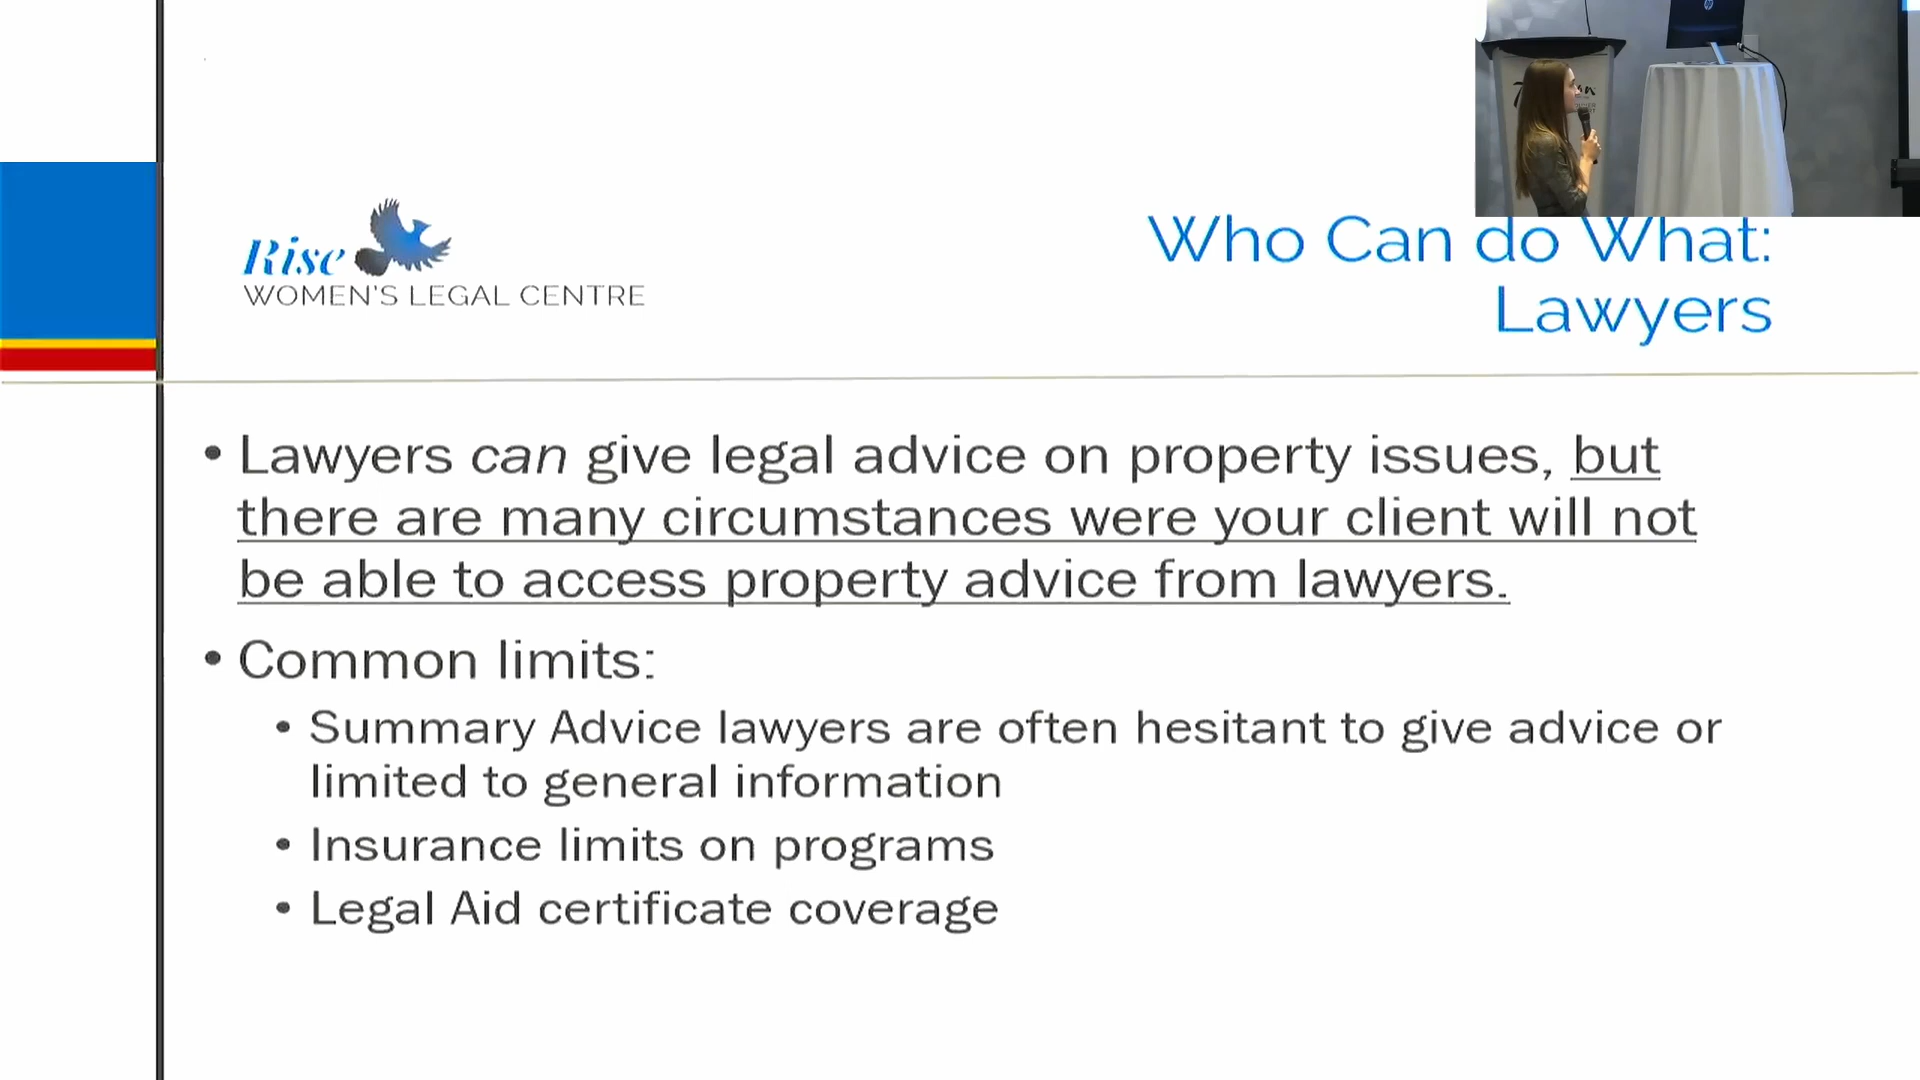 Rise
WOMEN'S LEGAL CENTRE
Who Can do What:
Lawyers
• Lawyers can give legal advice on property issues, but
there are many circumstances were your client will not
be able to access property advice from lawyers.
• Common limits:
• Summary Advice lawyers are often hesitant to give advice or
limited to general information
• Insurance limits on programs
• Legal Aid certificate coverage